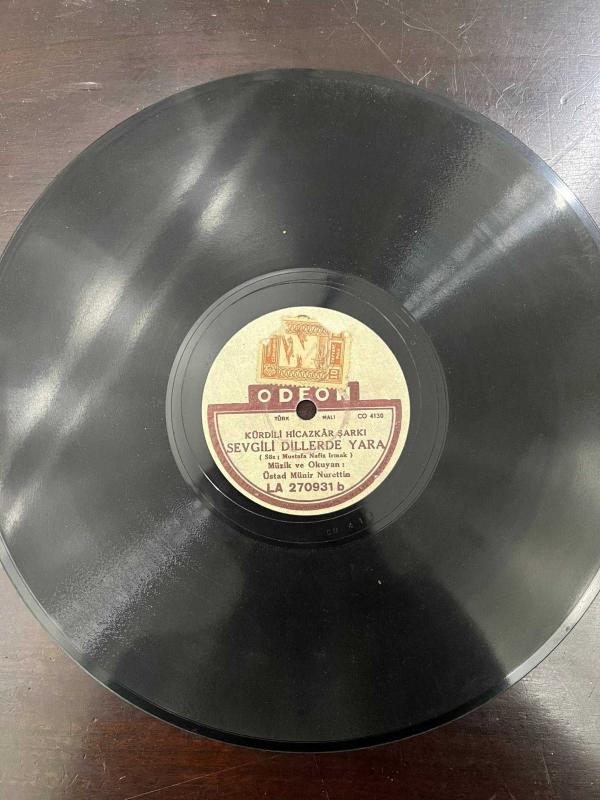 ODEON
TÜRK MALI CO 4130
KÜRDİLİ HİCAZKÂR ŞARKI
SEVGİLİ DİLLERDE YARA
( Söz : Mustafa Nafiz Irmak )
Müzik ve Okuyan :
Üstad Münir Nurettin
LA 270931 b